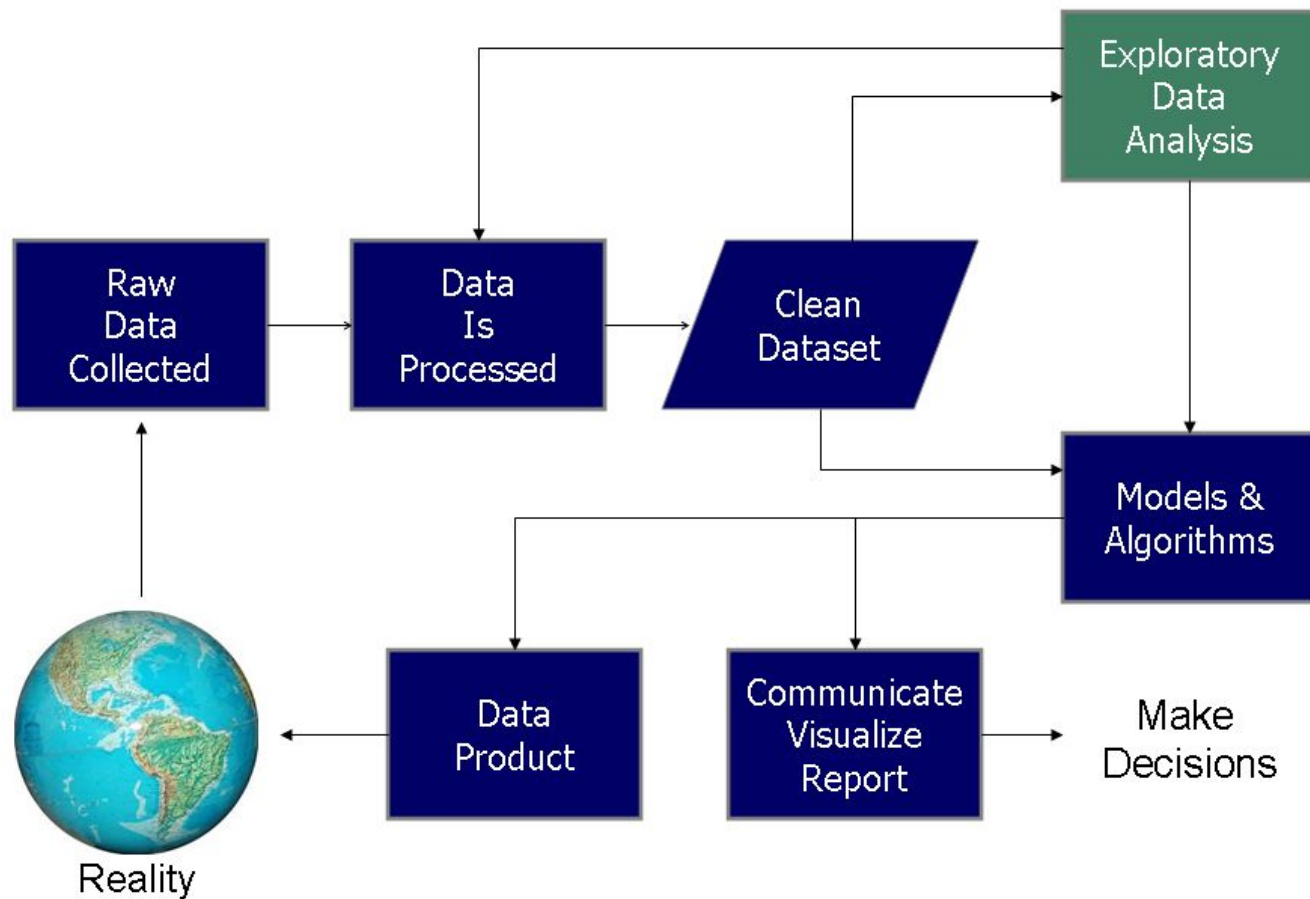 Exploratory
Data
Analysis
Raw
Data
Collected
Data
Is
Processed
Clean
Dataset
Models &
Algorithms
Data
Product
Communicate
Visualize
Report
Make
Decisions
Reality